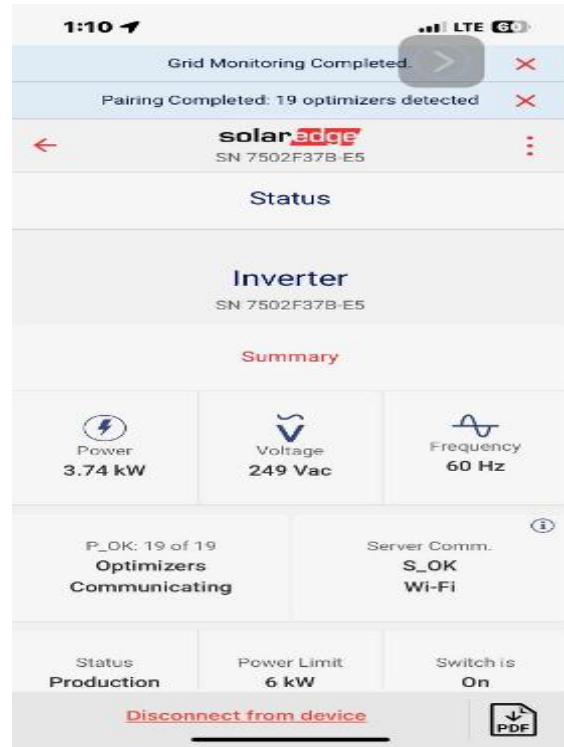 1:10
LTE 60
Grid Monitoring Completed.
Pairing Completed: 19 optimizers detected
solaredge
SN 7502F37B-E5
Status
Inverter
SN 7502F37B-E5
Summary
Power
3.74 kW
Voltage
249 Vac
Frequency
60 Hz
P_OK: 19 of 19
Optimizers
Communicating
Server Comm.
S_OK
Wi-Fi
Status
Production
Power Limit
6 kW
Switch is
On
Disconnect from device
PDF